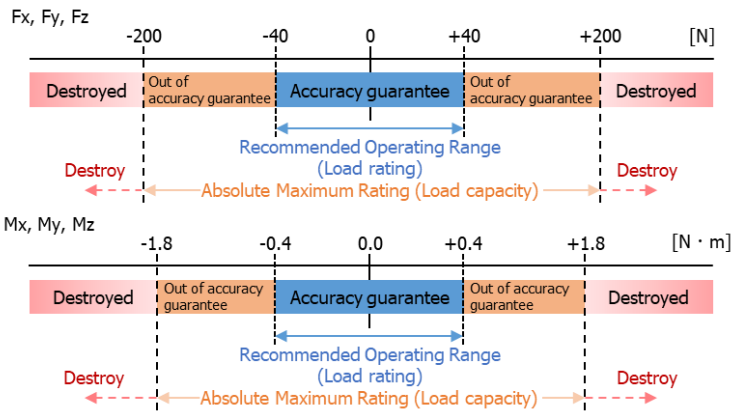 Fx, Fy, Fz
-200 -40 0 +40 +200 [N]
Destroyed
Out of
accuracy guarantee
Accuracy guarantee
Out of
accuracy guarantee
Destroyed
Recommended Operating Range
(Load rating)
Destroy
Destroy
Absolute Maximum Rating (Load capacity)
Mx, My, Mz
-1.8 -0.4 0.0 +0.4 +1.8 [N・m]
Destroyed
Out of accuracy
guarantee
Accuracy guarantee
Out of accuracy
guarantee
Destroyed
Recommended Operating Range
(Load rating)
Destroy
Destroy
Absolute Maximum Rating (Load capacity)